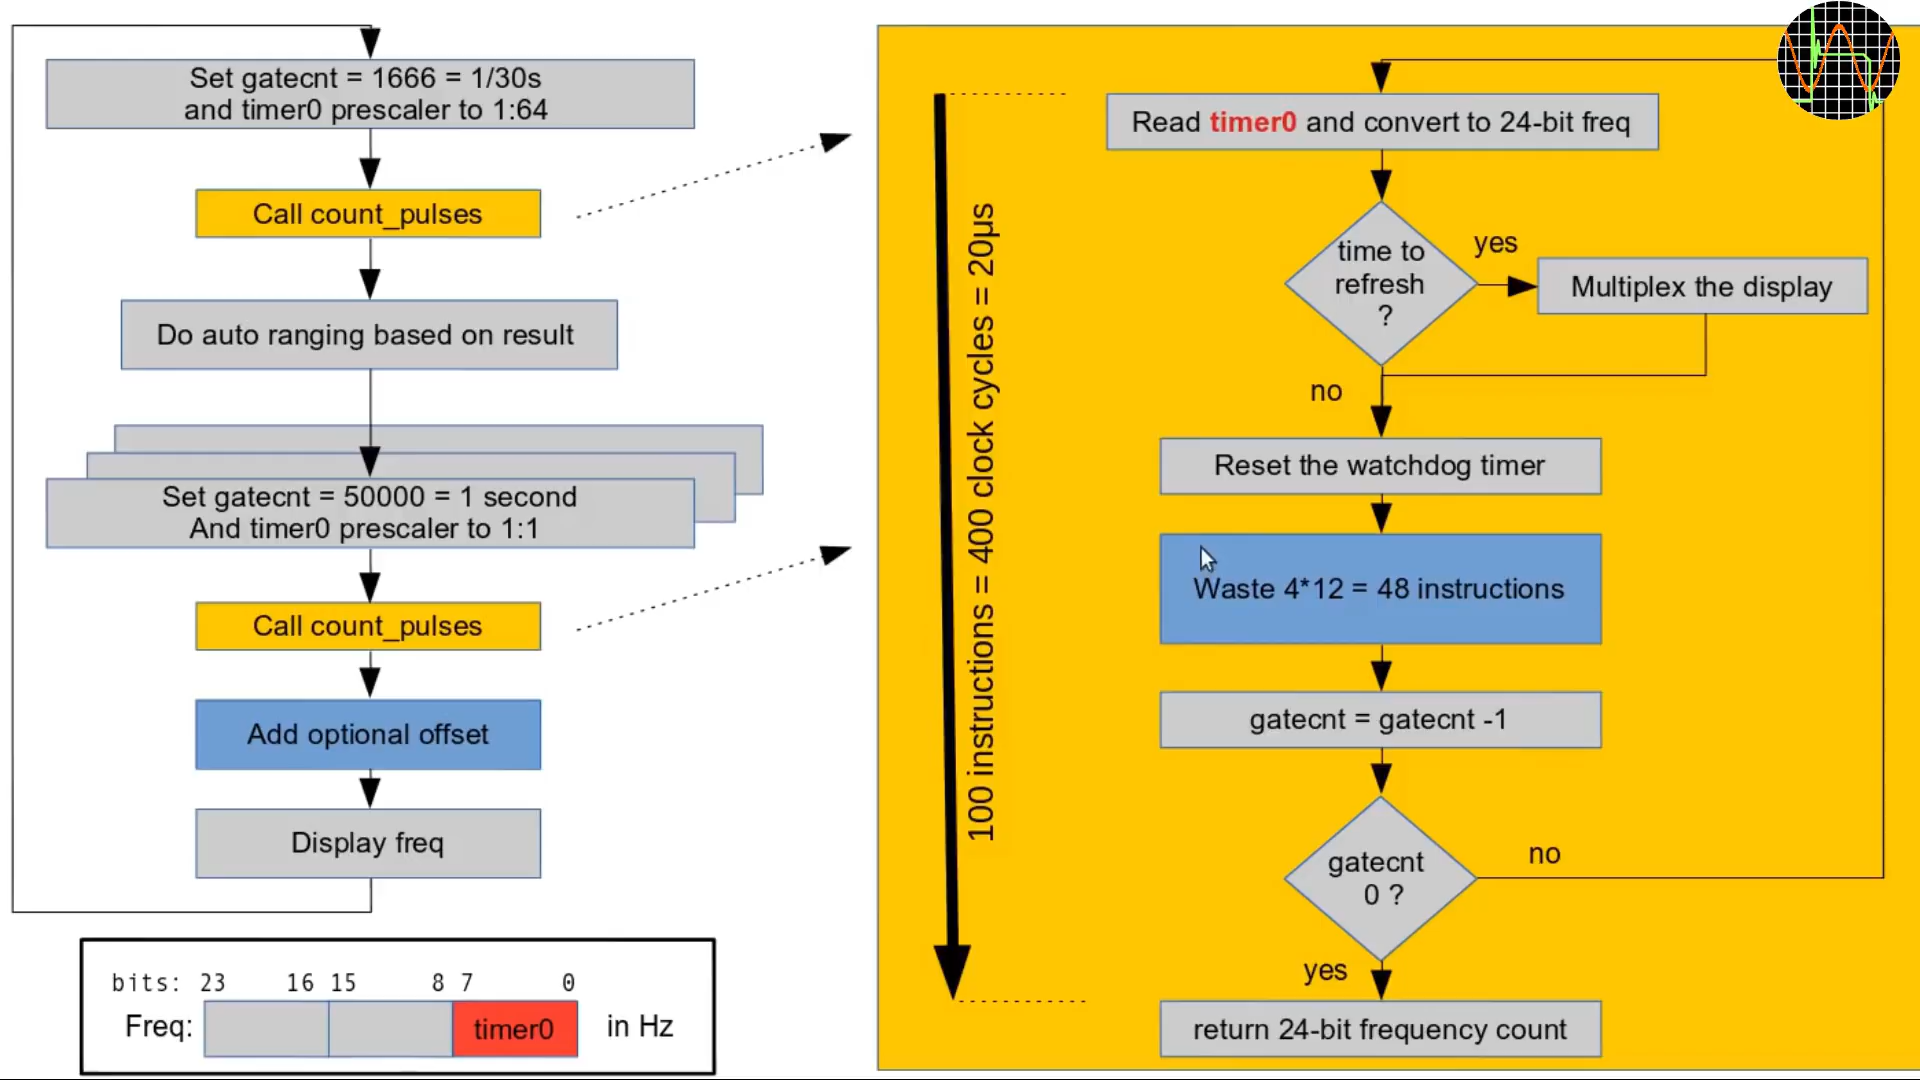 Set gatecnt = 1666 = 1/30s
and timer0 prescaler to 1:64
Call count_pulses
Do auto ranging based on result
Set gatecnt = 50000 = 1 second
And timer0 prescaler to 1:1
Call count_pulses
Add optional offset
Display freq
bits: 23 16 15 8 7 0
Freq: timer0 in Hz
100 instructions = 400 clock cycles = 20µs
Read timer0 and convert to 24-bit freq
time to
refresh
?
yes
Multiplex the display
no
Reset the watchdog timer
Waste 4*12 = 48 instructions
gatecnt = gatecnt -1
gatecnt
0 ?
no
yes
return 24-bit frequency count